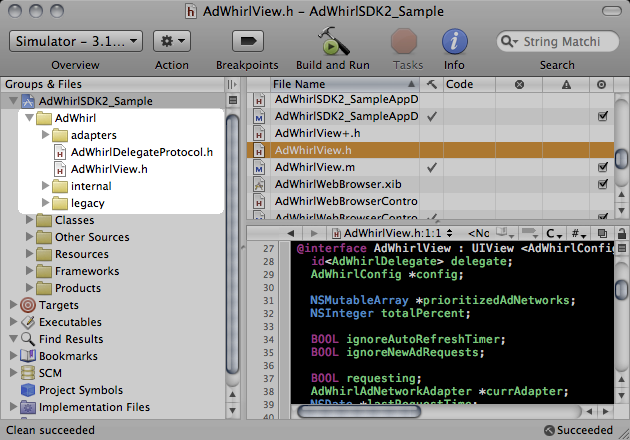 AdWhirlView.h – AdWhirlSDK2_Sample
Simulator – 3.1...
Overview
Action
Breakpoints
Build and Run
Tasks
Info
String Matchi
Search
Groups & Files
AdWhirlSDK2_Sample
AdWhirl
adapters
AdWhirlDelegateProtocol.h
AdWhirlView.h
internal
legacy
Classes
Other Sources
Resources
Frameworks
Products
Targets
Executables
Find Results
Bookmarks
SCM
Project Symbols
Implementation Files
File Name
Code
AdWhirlSDK2_SampleAppD
AdWhirlSDK2_SampleAppD
AdWhirlView+.h
AdWhirlView.h
AdWhirlView.m
AdWhirlWebBrowser.xib
AdWhirlWebBrowserContro
AdWhirlWebBrowserContro
AdWhirlView.h:1:1
<No
C
#
27 @interface AdWhirlView : UIView <AdWhirlConfig
28 id<AdWhirlDelegate> delegate;
29 AdWhirlConfig *config;
30
31 NSMutableArray *prioritizedAdNetworks;
32 NSInteger totalPercent;
33
34 BOOL ignoreAutoRefreshTimer;
35 BOOL ignoreNewAdRequests;
36
37 BOOL requesting;
38 AdWhirlAdNetworkAdapter *currAdapter;
39 NSDate *lastRequestTime;
Clean succeeded
Succeeded